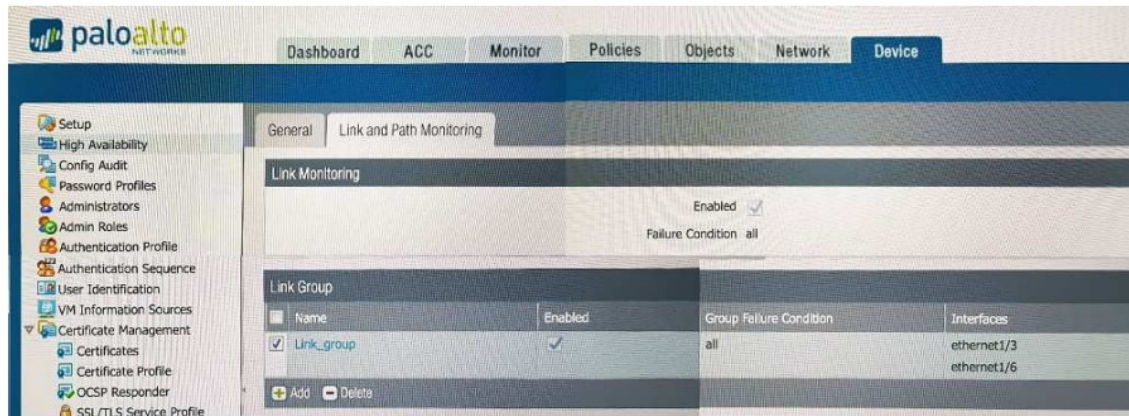 paloalto
NETWORKS
Dashboard ACC Monitor Policies Objects Network Device
Setup
High Availability
Config Audit
Password Profiles
Administrators
Admin Roles
Authentication Profile
Authentication Sequence
User Identification
VM Information Sources
Certificate Management
Certificates
Certificate Profile
OCSP Responder
SSL/TLS Service Profile
General Link and Path Monitoring
Link Monitoring
Enabled
Failure Condition all
Link Group
Name Enabled Group Failure Condition Interfaces
Link_group all ethernet1/3
ethernet1/6
Add Delete